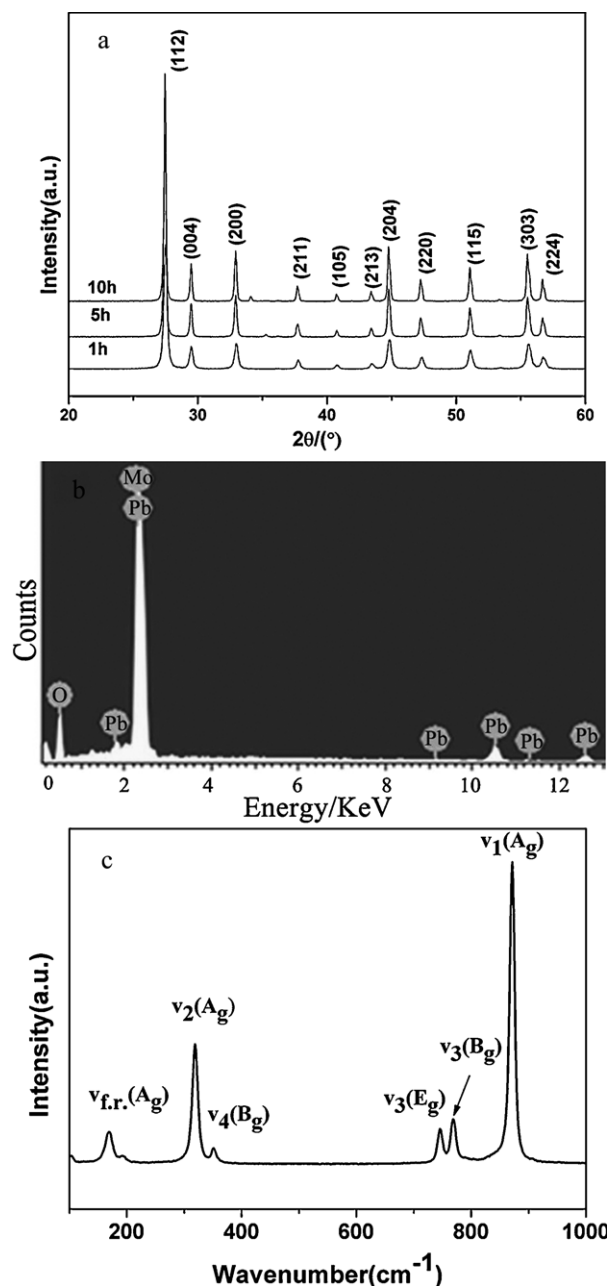 a
(112)
(004)
(200)
(211)
(105)
(213)
(204)
(220)
(115)
(303)
(224)
10h
5h
1h
Intensity(a.u.)
20 30 40 50 60
2θ/(°)
b
Mo
Pb
O
Pb
Pb
Pb
Pb
Pb
Counts
0 2 4 6 8 10 12
Energy/KeV
c
v1(Ag)
v2(Ag)
v3(Bg)
vf.r.(Ag)
v4(Bg)
v3(Eg)
Intensity(a.u.)
200 400 600 800 1000
Wavenumber(cm-1)